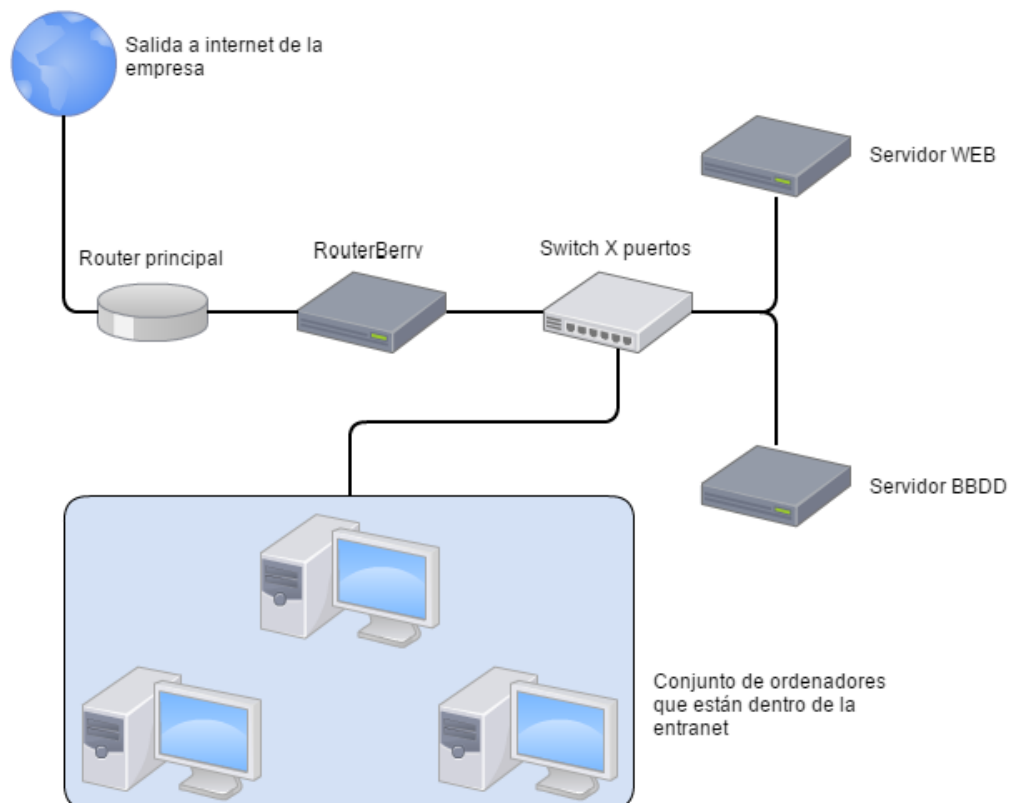 Salida a internet de la
empresa
Servidor WEB
Router principal
RouterBerry
Switch X puertos
Servidor BBDD
Conjunto de ordenadores
que están dentro de la
entranet